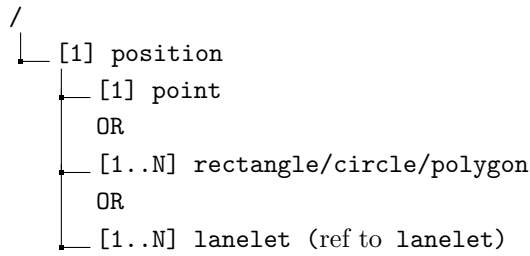 /
[1] position
[1] point
OR
[1..N] rectangle/circle/polygon
OR
[1..N] lanelet (ref to lanelet)